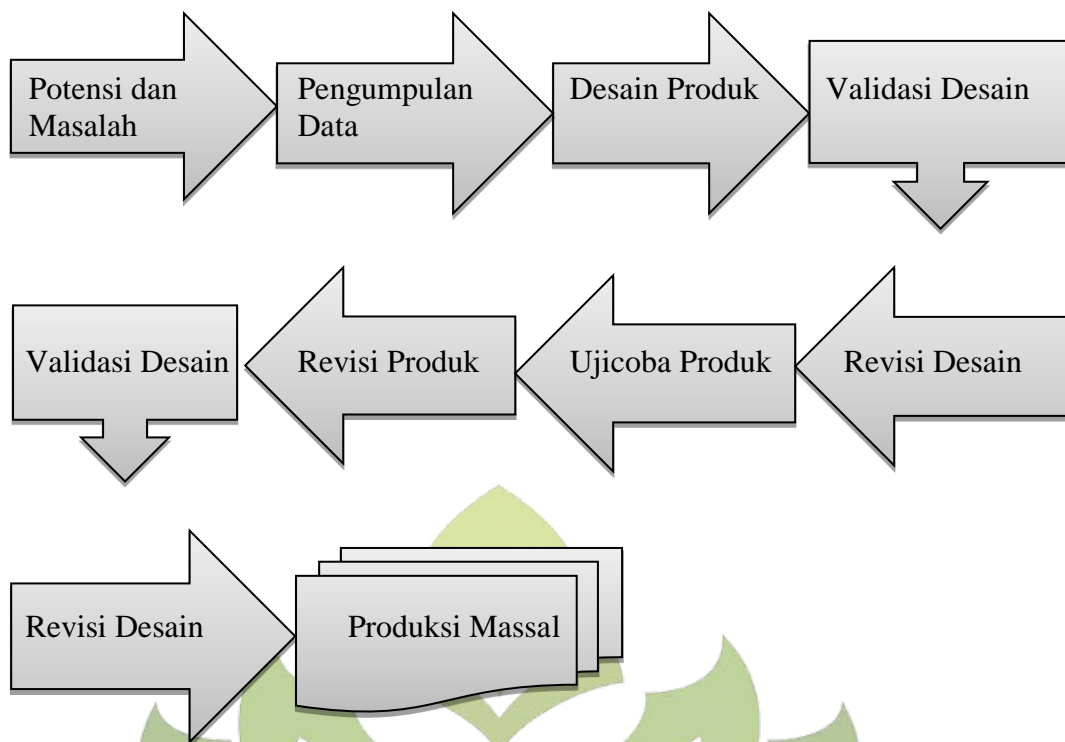 Potensi dan
Masalah
Pengumpulan
Data
Desain Produk
Validasi Desain
Revisi Desain
Ujicoba Produk
Revisi Produk
Validasi Desain
Revisi Desain
Produksi Massal